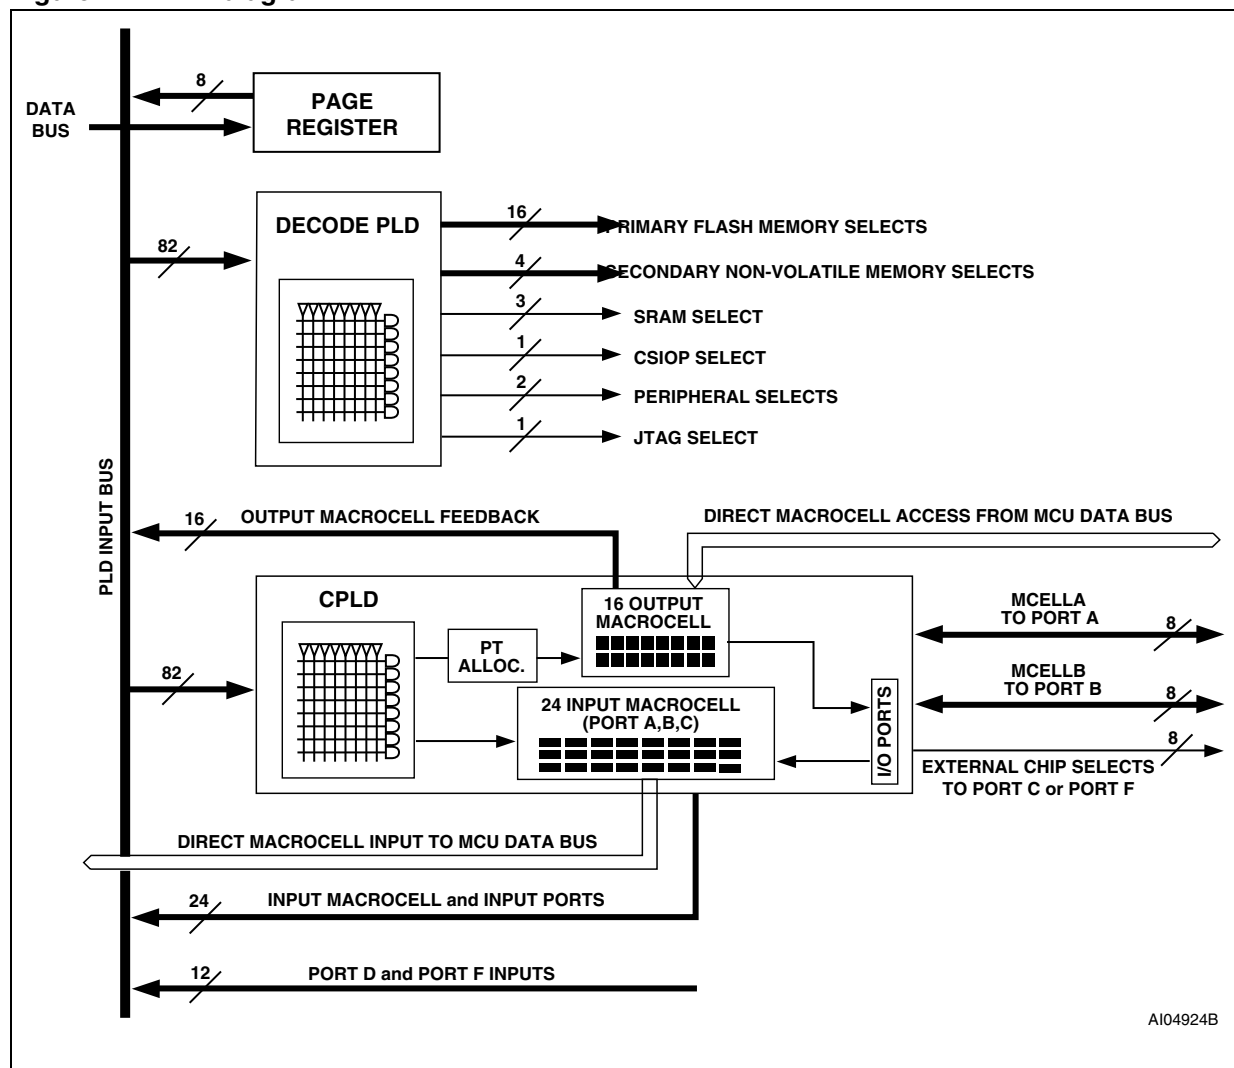 8
PAGE
REGISTER
DATA
BUS
DECODE PLD
82
16
PRIMARY FLASH MEMORY SELECTS
4
SECONDARY NON-VOLATILE MEMORY SELECTS
3
SRAM SELECT
1
CSIOP SELECT
2
PERIPHERAL SELECTS
1
JTAG SELECT
PLD INPUT BUS
16
OUTPUT MACROCELL FEEDBACK
DIRECT MACROCELL ACCESS FROM MCU DATA BUS
CPLD
82
PT
ALLOC.
16 OUTPUT
MACROCELL
24 INPUT MACROCELL
(PORT A,B,C)
I/O PORTS
MCELLA
TO PORT A
8
MCELLB
TO PORT B
8
8
EXTERNAL CHIP SELECTS
TO PORT C or PORT F
DIRECT MACROCELL INPUT TO MCU DATA BUS
24
INPUT MACROCELL and INPUT PORTS
12
PORT D and PORT F INPUTS
AI04924B